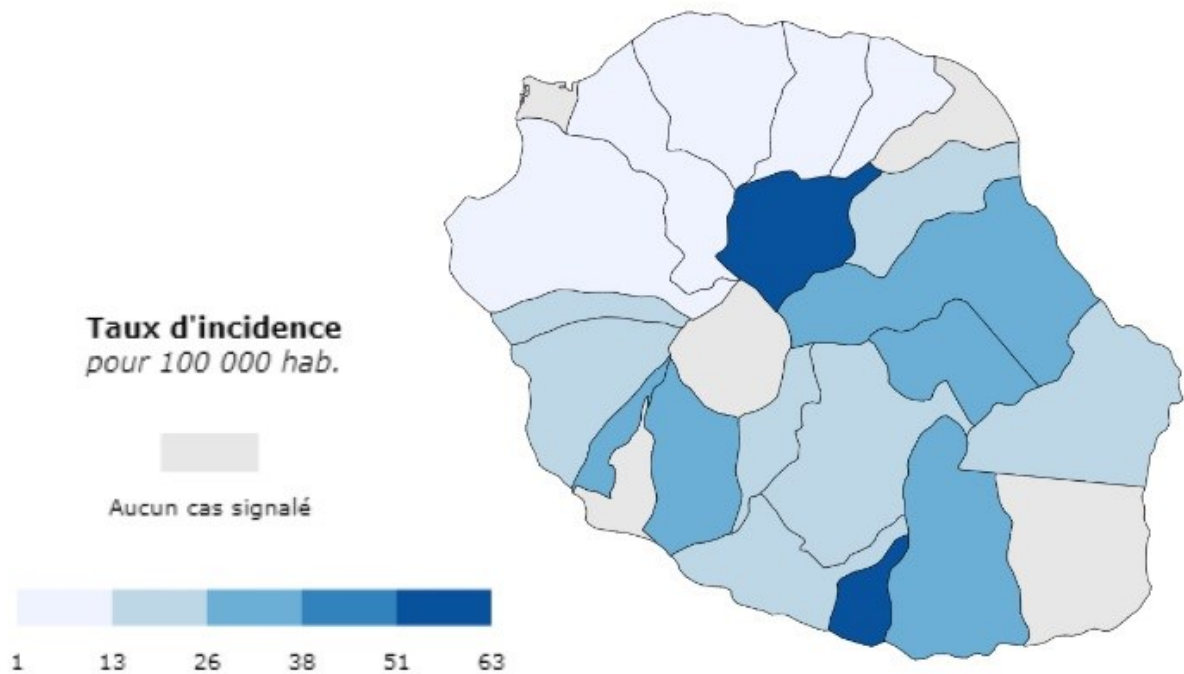 Taux d'incidence
pour 100 000 hab.
Aucun cas signalé
1 13 26 38 51 63